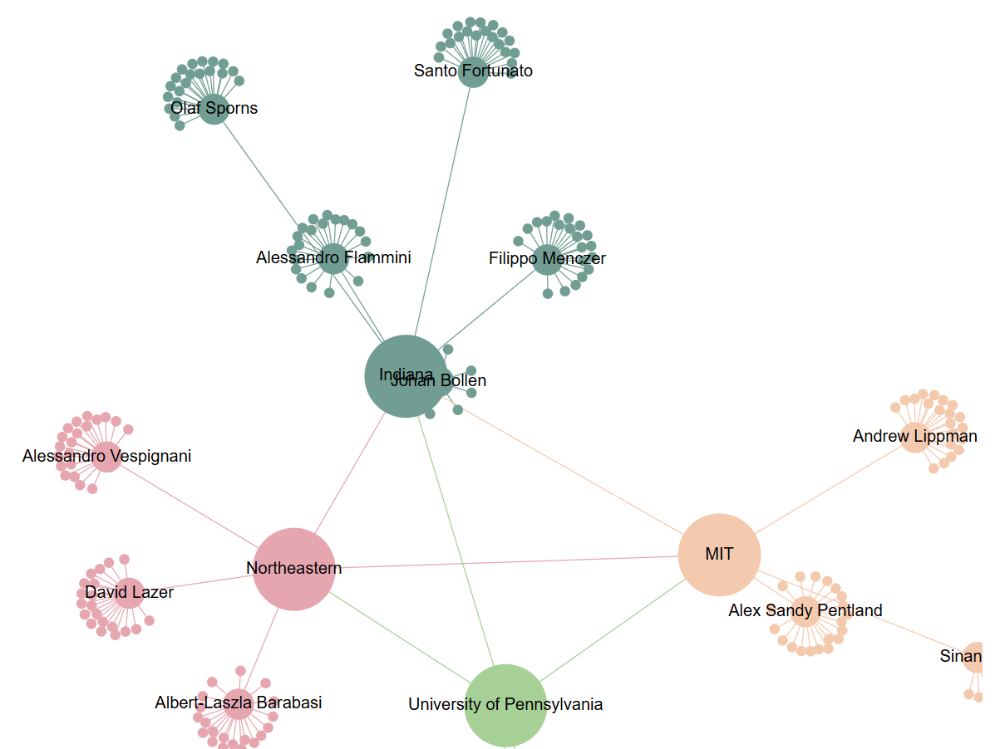 Santo Fortunato
Olaf Sporns
Alessandro Flammini
Filippo Menczer
Indiana
Johan Bollen
Andrew Lippman
Alessandro Vespignani
MIT
Northeastern
David Lazer
Alex Sandy Pentland
Sinan
Albert-Laszla Barabasi
University of Pennsylvania